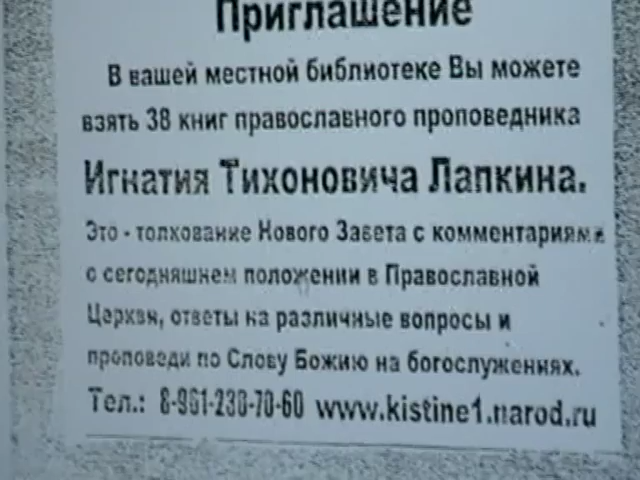 Приглашение
В вашей местной библиотеке Вы можете
взять 38 книг православного проповедника
Игнатия Тихоновича Лапкина.
Это - толкование Нового Завета с комментариями
о сегодняшнем положении в Православной
Церкви, ответы на различные вопросы и
проповеди по Слову Божию на богослужениях.
Тел.: 8-961-230-70-60 www.kistine1.narod.ru